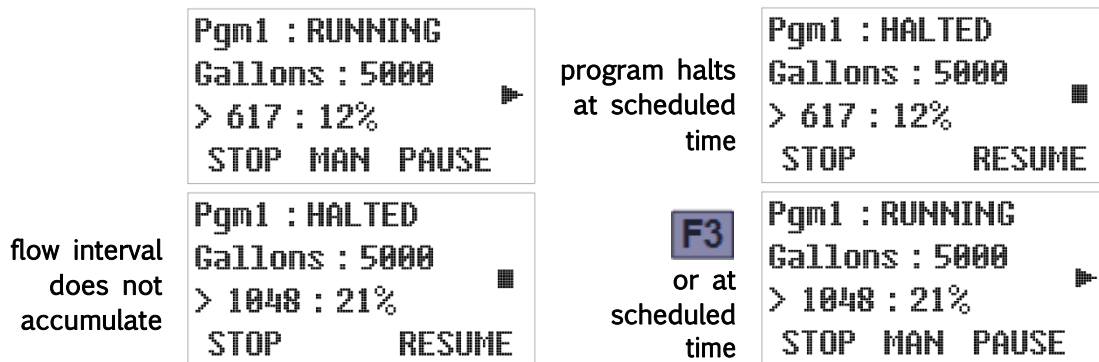 Pgm1 : RUNNING
Gallons : 5000
> 617 : 12%
STOP MAN PAUSE
program halts
at scheduled
time
Pgm1 : HALTED
Gallons : 5000
> 617 : 12%
STOP RESUME
flow interval
does not
accumulate
Pgm1 : HALTED
Gallons : 5000
> 1048 : 21%
STOP RESUME
F3
or at
scheduled
time
Pgm1 : RUNNING
Gallons : 5000
> 1048 : 21%
STOP MAN PAUSE